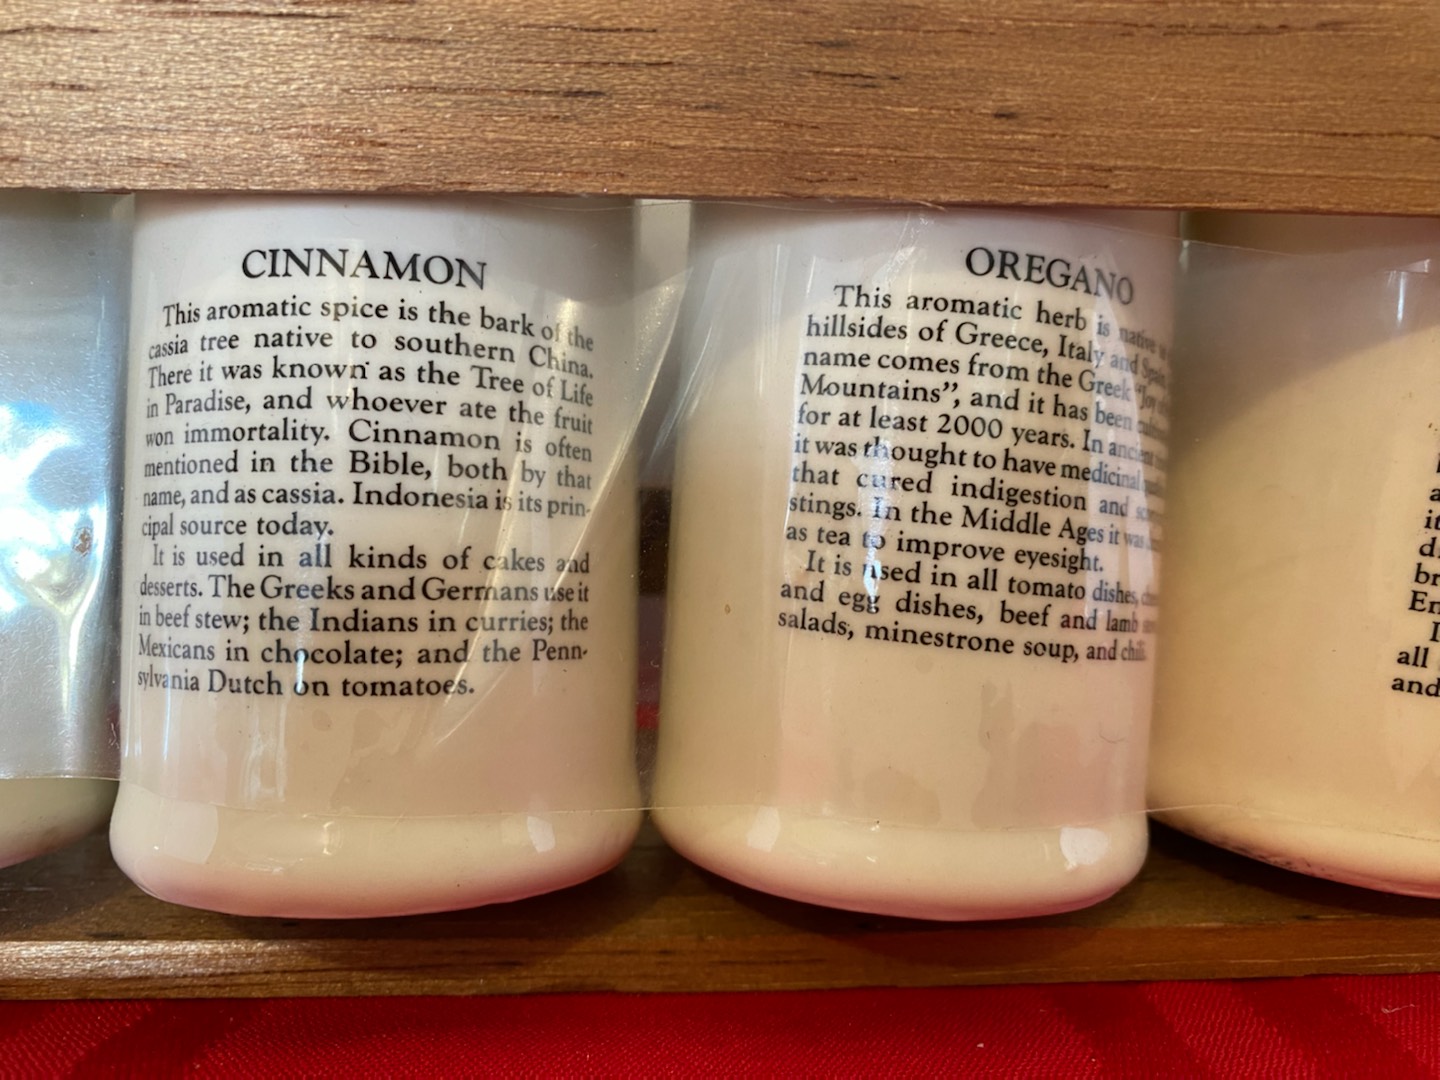 CINNAMON
This aromatic spice is the bark of the
cassia tree native to southern China.
There it was known as the Tree of Life
in Paradise, and whoever ate the fruit
won immortality. Cinnamon is often
mentioned in the Bible, both by that
name, and as cassia. Indonesia is its prin-
cipal source today.
It is used in all kinds of cakes and
desserts. The Greeks and Germans use it
in beef stew; the Indians in curries; the
Mexicans in chocolate; and the Penn-
sylvania Dutch on tomatoes.
OREGANO
This aromatic herb is native
hillsides of Greece, Italy and Spain.
name comes from the Greek "Joy
Mountains", and it has been
for at least 2000 years. In ancient
it was thought to have medicinal
that cured indigestion and
stings. In the Middle Ages it was
as tea to improve eyesight.
It is used in all tomato dishes,
and egg dishes, beef and lamb
salads, minestrone soup, and chili.
it
br
En
all
and